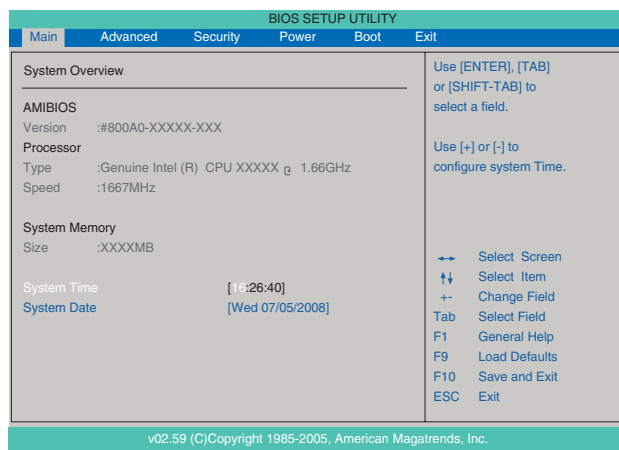 BIOS SETUP UTILITY
Main Advanced Security Power Boot Exit
System Overview
AMIBIOS
Version :#800A0-XXXXX-XXX
Processor
Type :Genuine Intel (R) CPU XXXXX @ 1.66GHz
Speed :1667MHz
System Memory
Size :XXXXMB
System Time [16:26:40]
System Date [Wed 07/05/2008]
Use [ENTER], [TAB]
or [SHIFT-TAB] to
select a field.
Use [+] or [-] to
configure system Time.
↔ Select Screen
↑↓ Select Item
+- Change Field
Tab Select Field
F1 General Help
F9 Load Defaults
F10 Save and Exit
ESC Exit
v02.59 (C)Copyright 1985-2005, American Magatrends, Inc.